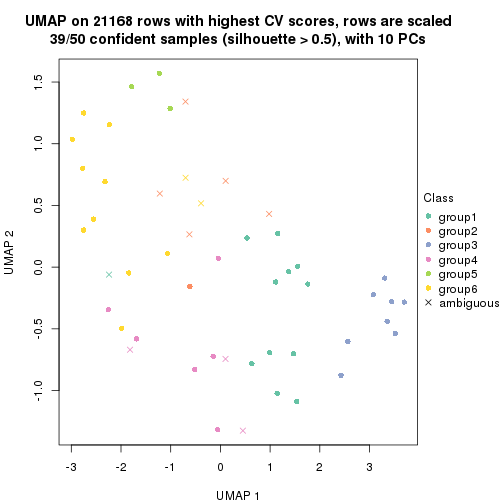 UMAP on 21168 rows with highest CV scores, rows are scaled
39/50 confident samples (silhouette > 0.5), with 10 PCs
1.5
1.0
0.5
0.0
-0.5
-1.0
UMAP 2
-3
-2
-1
0
1
2
3
UMAP 1
Class
group1
group2
group3
group4
group5
group6
ambiguous